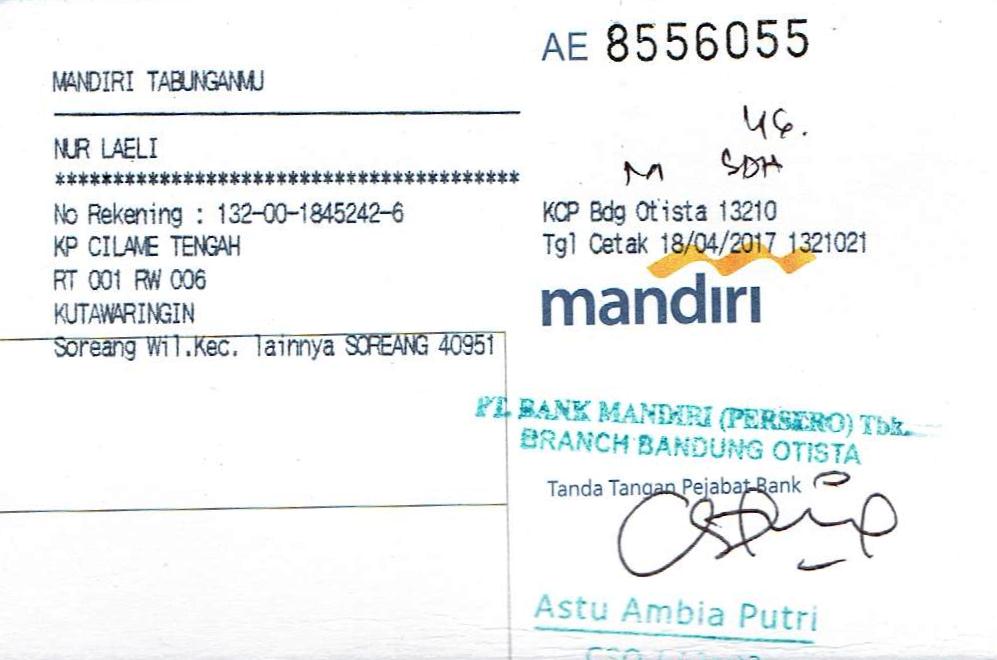 AE 8556055
MANDIRI TABUNGANMU
NUR LAELI
****************************************
No Rekening : 132-00-1845242-6
KP CILAME TENGAH
RT 001 RW 006
KUTAWARINGIN
Soreang Wil.Kec. lainnya SOREANG 40951
46.
M SDH
KCP Bdg Otista 13210
Tgl Cetak 18/04/2017 1321021
mandırı
PT. BANK MANDIRI (PERSERO) Tbk.
BRANCH BANDUNG OTISTA
Tanda Tangan Pejabat Bank
Astu Ambia Putri